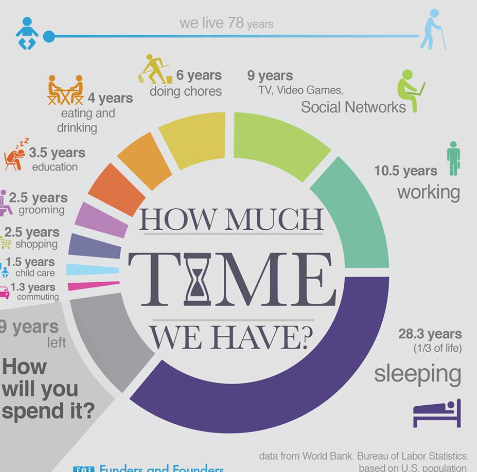 we live 78 years
6 years
doing chores
9 years
TV, Video Games,
Social Networks
4 years
eating and
drinking
3.5 years
education
10.5 years
working
2.5 years
grooming
2.5 years
shopping
1.5 years
child care
1.3 years
commuting
HOW MUCH
TIME
WE HAVE?
9 years
left
How
will you
spend it?
28.3 years
(1/3 of life)
sleeping
data from World Bank. Bureau of Labor Statistics.
based on U.S. population
Funders and Founders